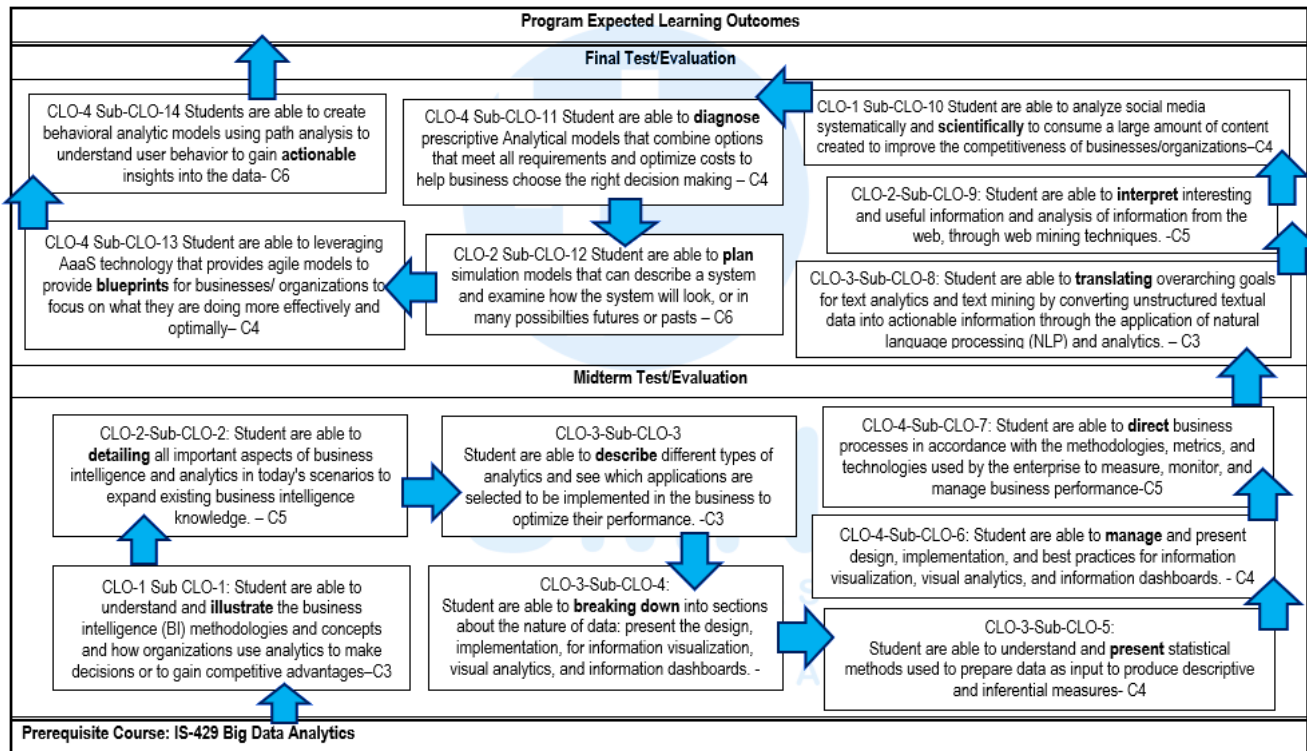 Program Expected Learning Outcomes
Final Test/Evaluation
CLO-4 Sub-CLO-14 Students are able to create
behavioral analytic models using path analysis to
understand user behavior to gain actionable
insights into the data- C6
CLO-4 Sub-CLO-11 Student are able to diagnose
prescriptive Analytical models that combine options
that meet all requirements and optimize costs to
help business choose the right decision making – C4
CLO-1 Sub-CLO-10 Student are able to analyze social media
systematically and scientifically to consume a large amount of content
created to improve the competitiveness of businesses/organizations–C4
CLO-2-Sub-CLO-9: Student are able to interpret interesting
and useful information and analysis of information from the
web, through web mining techniques. -C5
CLO-4 Sub-CLO-13 Student are able to leveraging
AaaS technology that provides agile models to
provide blueprints for businesses/ organizations to
focus on what they are doing more effectively and
optimally– C4
CLO-2 Sub-CLO-12 Student are able to plan
simulation models that can describe a system
and examine how the system will look, or in
many possibilties futures or pasts – C6
CLO-3-Sub-CLO-8: Student are able to translating overarching goals
for text analytics and text mining by converting unstructured textual
data into actionable information through the application of natural
language processing (NLP) and analytics. – C3
Midterm Test/Evaluation
CLO-2-Sub-CLO-2: Student are able to
detailing all important aspects of business
intelligence and analytics in today's scenarios to
expand existing business intelligence
knowledge. – C5
CLO-3-Sub-CLO-3
Student are able to describe different types of
analytics and see which applications are
selected to be implemented in the business to
optimize their performance. -C3
CLO-4-Sub-CLO-7: Student are able to direct business
processes in accordance with the methodologies, metrics, and
technologies used by the enterprise to measure, monitor, and
manage business performance-C5
CLO-4-Sub-CLO-6: Student are able to manage and present
design, implementation, and best practices for information
visualization, visual analytics, and information dashboards. - C4
CLO-1 Sub CLO-1: Student are able to
understand and illustrate the business
intelligence (BI) methodologies and concepts
and how organizations use analytics to make
decisions or to gain competitive advantages–C3
CLO-3-Sub-CLO-4:
Student are able to breaking down into sections
about the nature of data: present the design,
implementation, for information visualization,
visual analytics, and information dashboards. -
CLO-3-Sub-CLO-5:
Student are able to understand and present statistical
methods used to prepare data as input to produce descriptive
and inferential measures- C4
Prerequisite Course: IS-429 Big Data Analytics